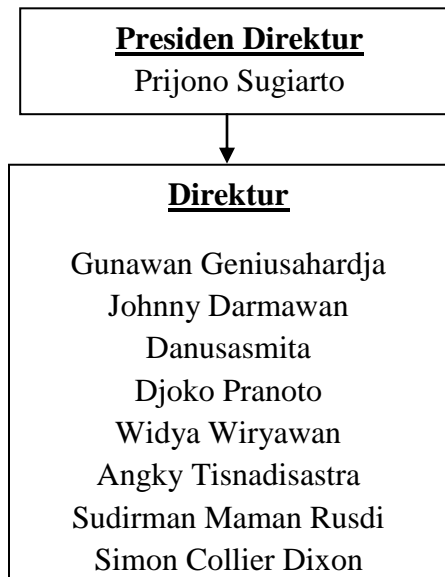 Presiden Direktur
Prijono Sugiarto
Direktur
Gunawan Geniusahardja
Johnny Darmawan
Danusasmita
Djoko Pranoto
Widya Wiryawan
Angky Tisnadisastra
Sudirman Maman Rusdi
Simon Collier Dixon